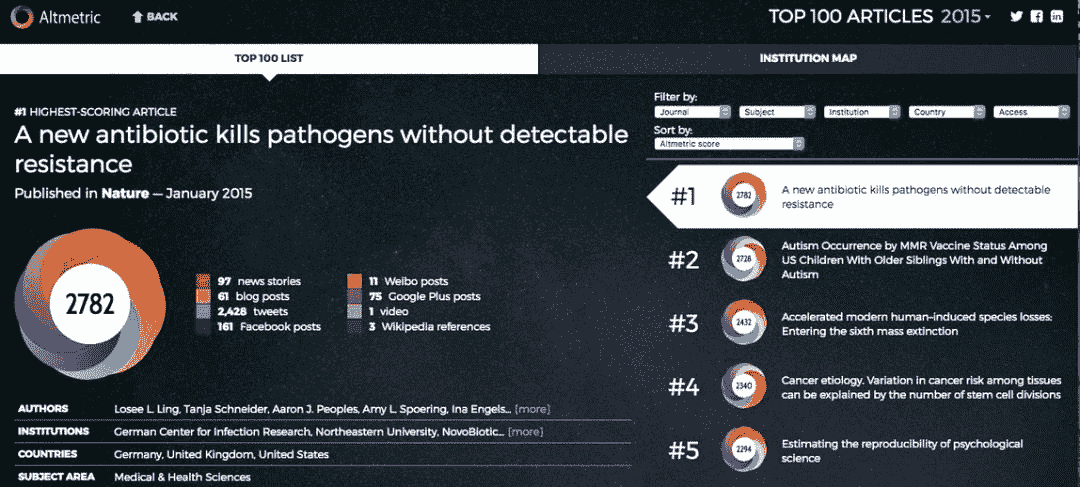 Altmetric
BACK
TOP 100 ARTICLES 2015
TOP 100 LIST
INSTITUTION MAP
#1 HIGHEST-SCORING ARTICLE
A new antibiotic kills pathogens without detectable
resistance
Published in Nature — January 2015
2782
97 news stories
61 blog posts
2,428 tweets
161 Facebook posts
11 Weibo posts
75 Google Plus posts
1 video
3 Wikipedia references
AUTHORS Losee L. Ling, Tanja Schneider, Aaron J. Peoples, Amy L. Spoering, Ina Engels... [more]
INSTITUTIONS German Center for Infection Research, Northeastern University, NovoBiotic... [more]
COUNTRIES Germany, United Kingdom, United States
SUBJECT AREA Medical & Health Sciences
Filter by:
Journal
Subject
Institution
Country
Access
Sort by:
Altmetric score
#1
2782
A new antibiotic kills pathogens without detectable
resistance
#2
2728
Autism Occurrence by MMR Vaccine Status Among
US Children With Older Siblings With and Without
Autism
#3
2432
Accelerated modern human–induced species losses:
Entering the sixth mass extinction
#4
2340
Cancer etiology. Variation in cancer risk among tissues
can be explained by the number of stem cell divisions
#5
2294
Estimating the reproducibility of psychological
science